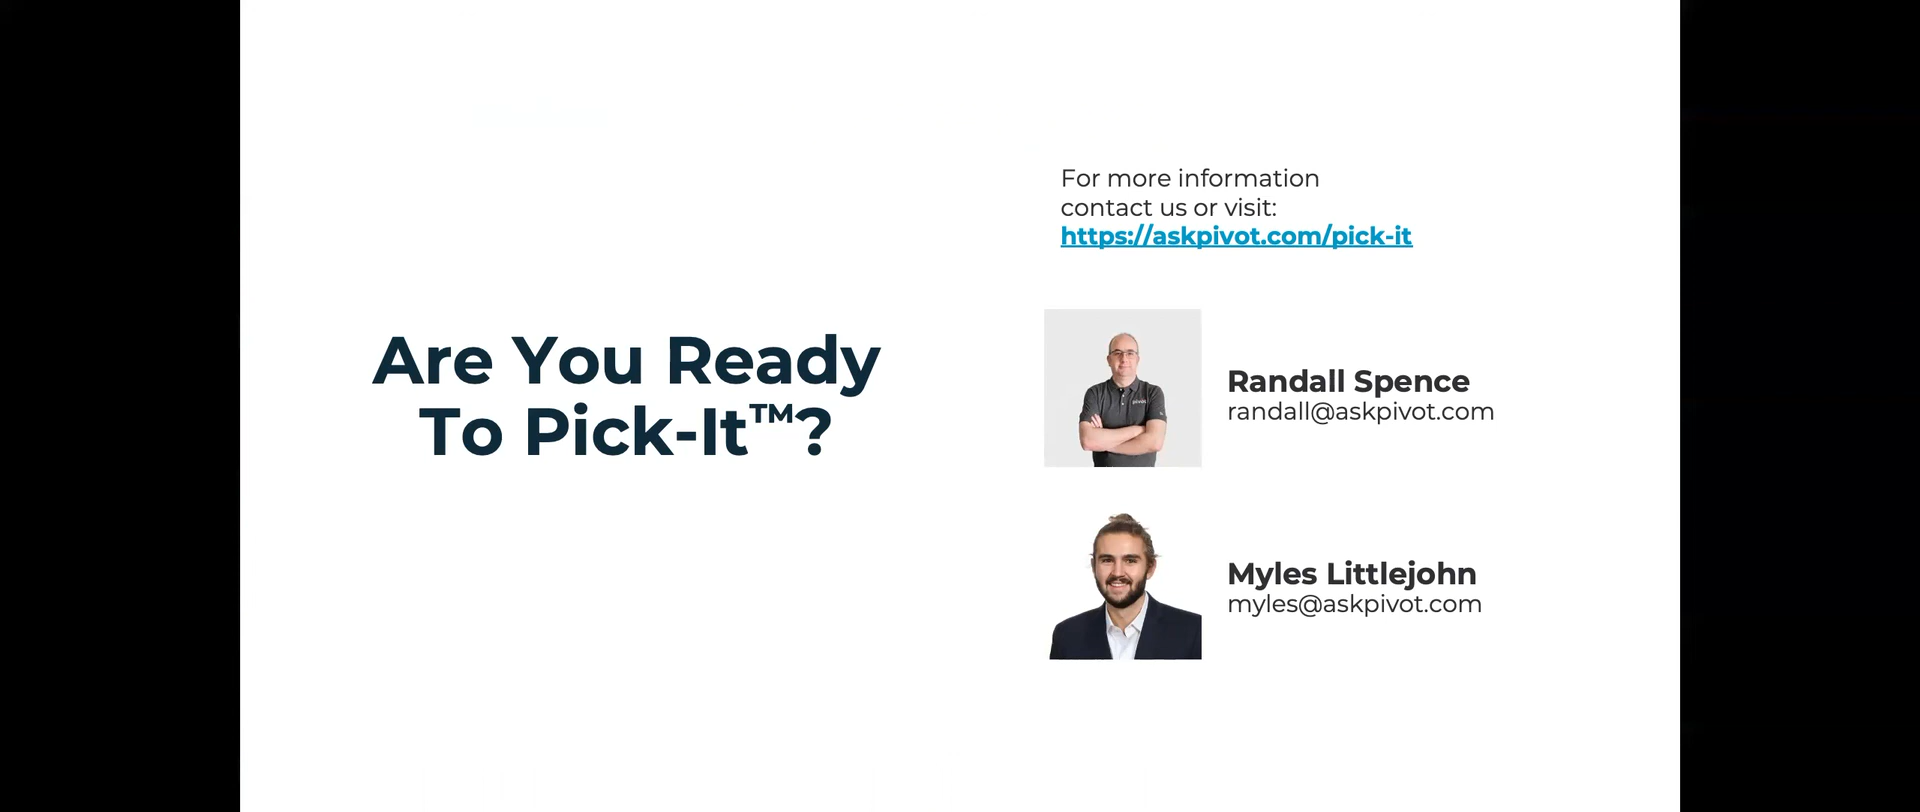 For more information
contact us or visit:
https://askpivot.com/pick-it
Are You Ready
To Pick-It™?
pivot
Randall Spence
randall@askpivot.com
Myles Littlejohn
myles@askpivot.com